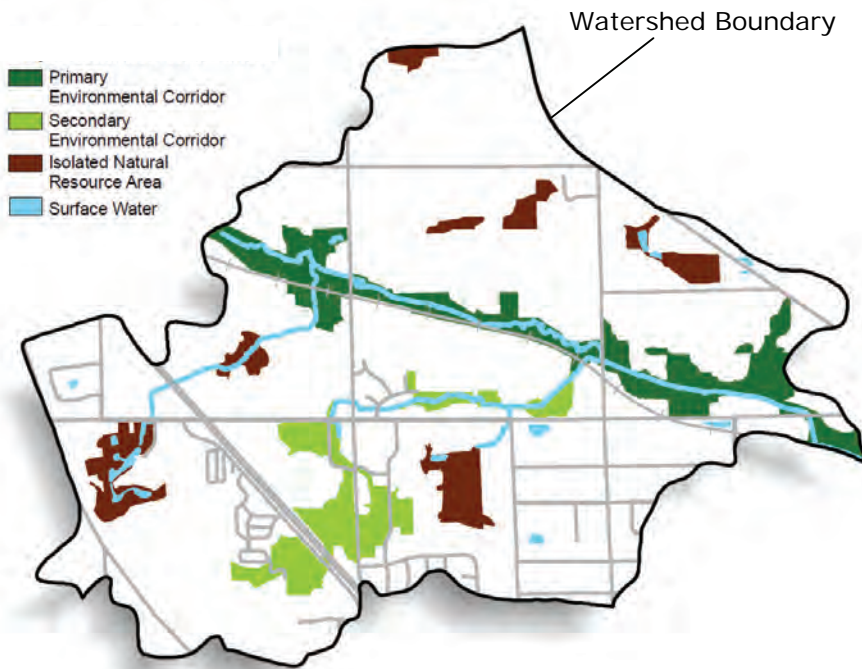 Watershed Boundary
Primary
Environmental Corridor
Secondary
Environmental Corridor
Isolated Natural
Resource Area
Surface Water